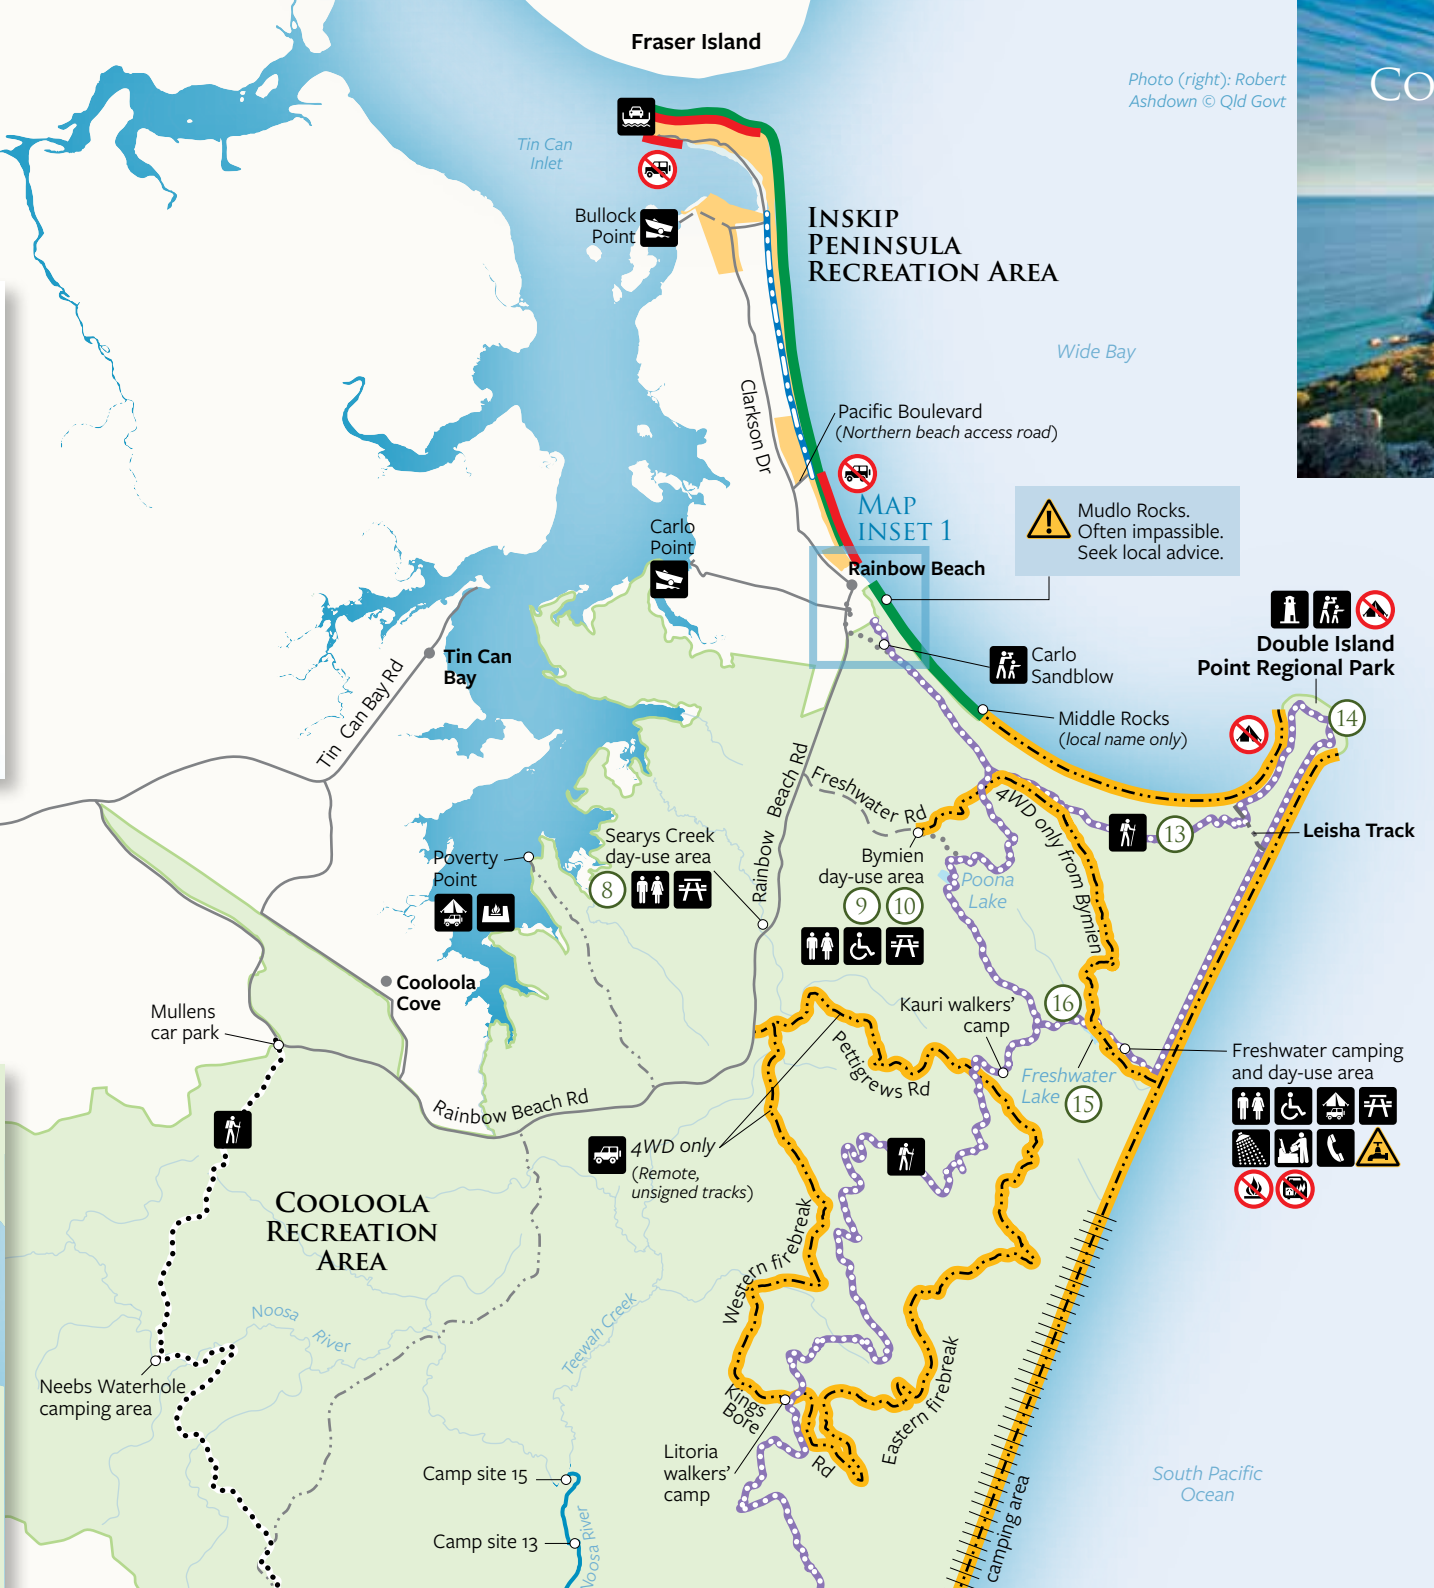 Fraser Island
Photo (right): Robert
Ashdown © Qld Govt
Tin Can
Inlet
Bullock
Point
INSKIP
PENINSULA
RECREATION AREA
Wide Bay
Clarkson Dr
Pacific Boulevard
(Northern beach access road)
MAP
INSET 1
Mudlo Rocks.
Often impassible.
Seek local advice.
Carlo
Point
Rainbow Beach
Double Island
Point Regional Park
Carlo
Sandblow
Tin Can
Bay
Tin Can Bay Rd
Middle Rocks
(local name only)
14
Freshwater Rd
4WD only from Bymien
13
Leisha Track
Rainbow Beach Rd
Searys Creek
day-use area
8
Poverty
Point
Bymien
day-use area
9
10
Poona
Lake
Cooloola
Cove
Mullens
car park
Kauri walkers'
camp
16
Pettigrews Rd
Freshwater
Lake
15
Freshwater camping
and day-use area
Rainbow Beach Rd
4WD only
(Remote,
unsigned tracks)
COOLOOLA
RECREATION
AREA
Western firebreak
Noosa River
Teewah Creek
Neebs Waterhole
camping area
Kings
Bore
Rd
Eastern firebreak
Litoria
walkers'
camp
Camp site 15
Camp site 13
Noosa River
camping area
South Pacific
Ocean